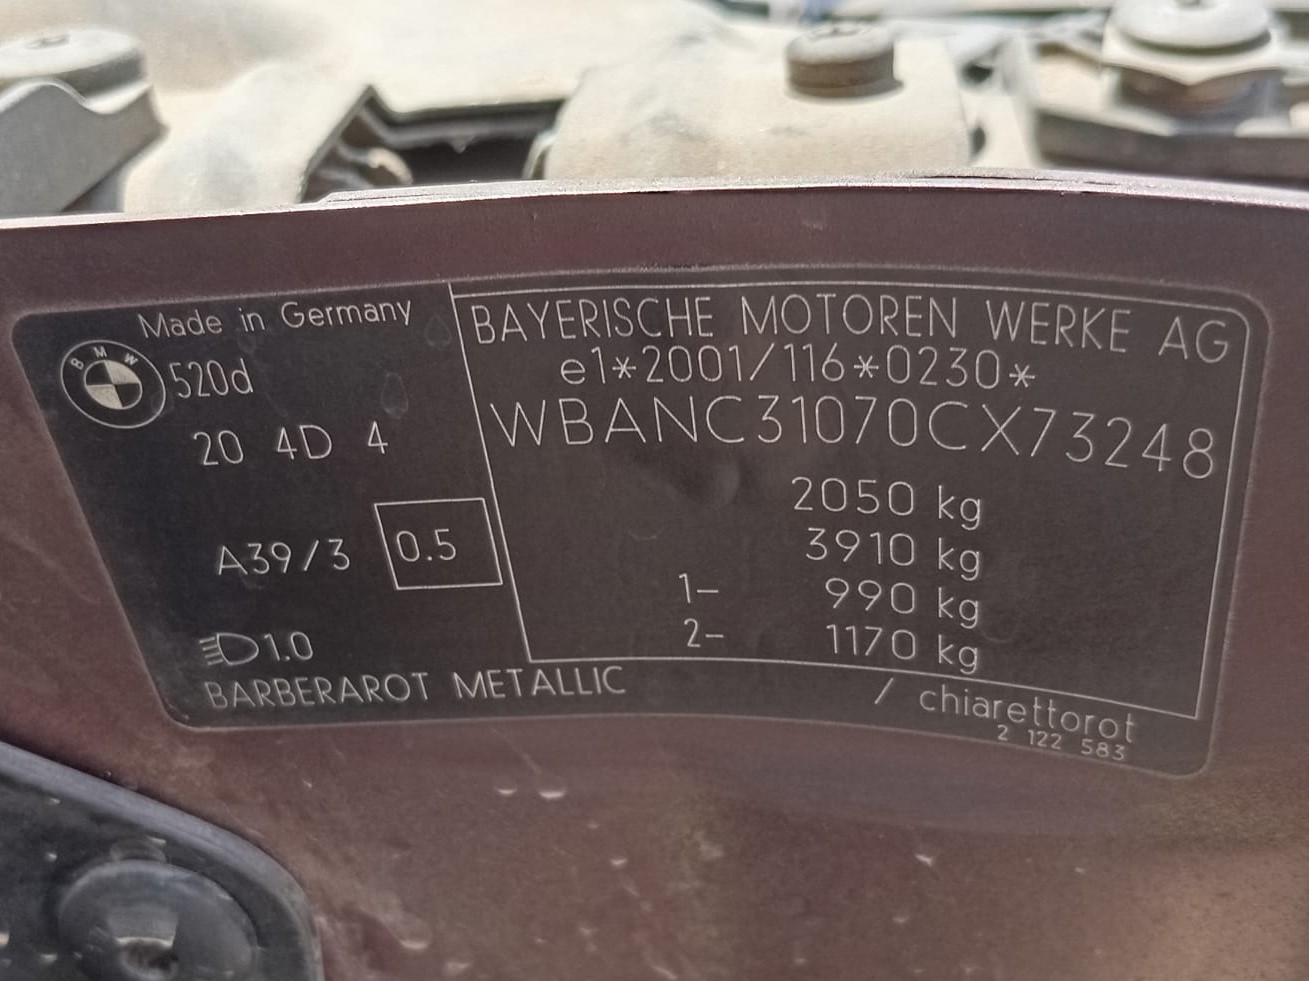 Made in Germany
BMW
520d
20 4D 4
A39/3 0.5
1.0
BARBERAROT METALLIC / chiarettorot
2 122 583
BAYERISCHE MOTOREN WERKE AG
e1*2001/116*0230*
WBANC31070CX73248
2050 kg
3910 kg
1- 990 kg
2- 1170 kg